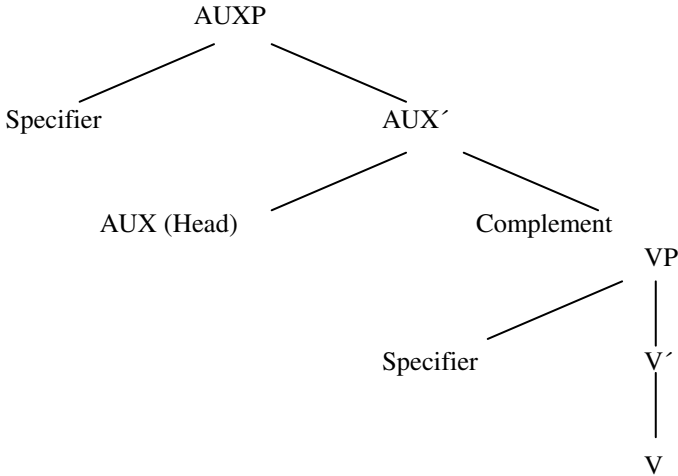 AUXP
Specifier AUX´
AUX (Head) Complement
VP
Specifier V´
V